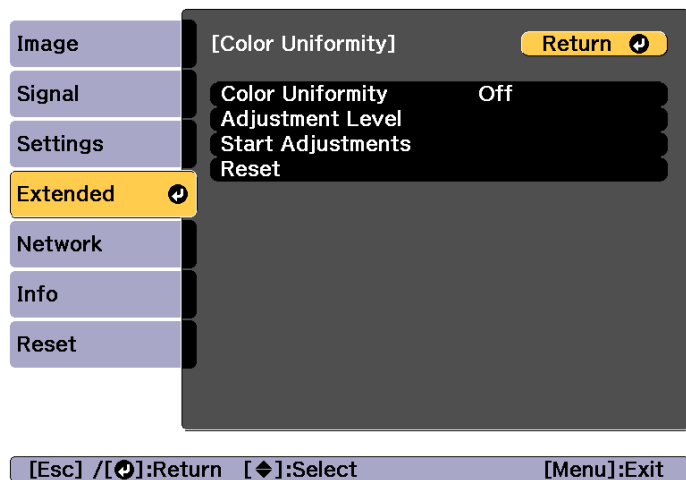 Image
Signal
Settings
Extended
Network
Info
Reset
[Color Uniformity]
Return
Color Uniformity Off
Adjustment Level
Start Adjustments
Reset
[Esc] /[ ]:Return [ ]:Select [Menu]:Exit